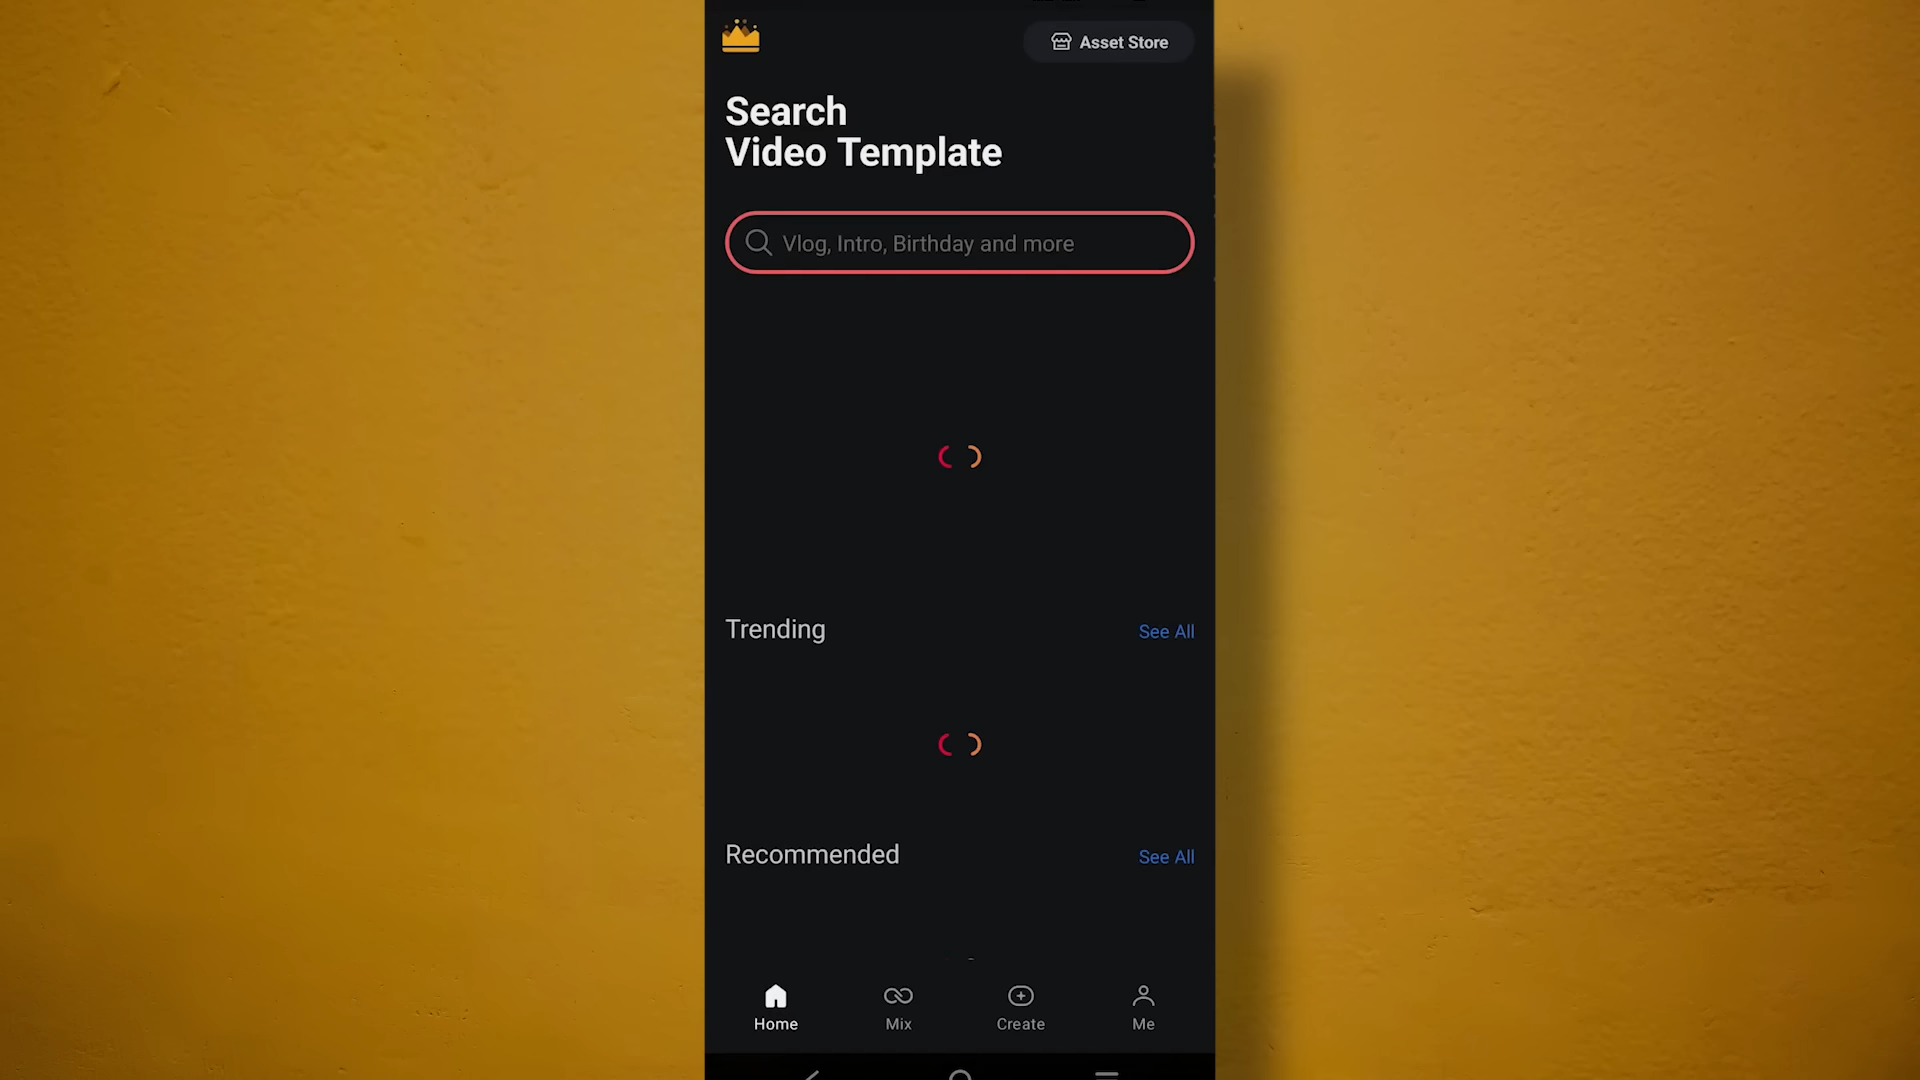 Asset Store
Search
Video Template
Vlog, Intro, Birthday and more
Trending
See All
Recommended
See All
Home
Mix
Create
Me